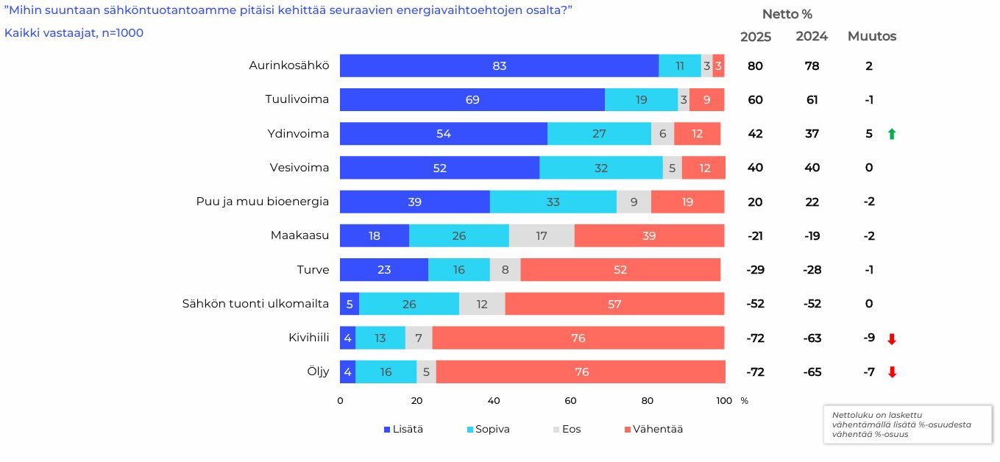 ”Mihin suuntaan sähköntuotantoamme pitäisi kehittää seuraavien energiavaihtoehtojen osalta?”
Kaikki vastaajat, n=1000
Netto %
2025 2024 Muutos
Aurinkosähkö 83 11 3 3 80 78 2
Tuulivoima 69 19 3 9 60 61 -1
Ydinvoima 54 27 6 12 42 37 5
Vesivoima 52 32 5 12 40 40 0
Puu ja muu bioenergia 39 33 9 19 20 22 -2
Maakaasu 18 26 17 39 -21 -19 -2
Turve 23 16 8 52 -29 -28 -1
Sähkön tuonti ulkomailta 5 26 12 57 -52 -52 0
Kivihiili 4 13 7 76 -72 -63 -9
Öljy 4 16 5 76 -72 -65 -7
0 20 40 60 80 100 %
Lisätä Sopiva Eos Vähentää
Nettoluku on laskettu
vähentämällä lisätä %-osuudesta
vähentää %-osuus